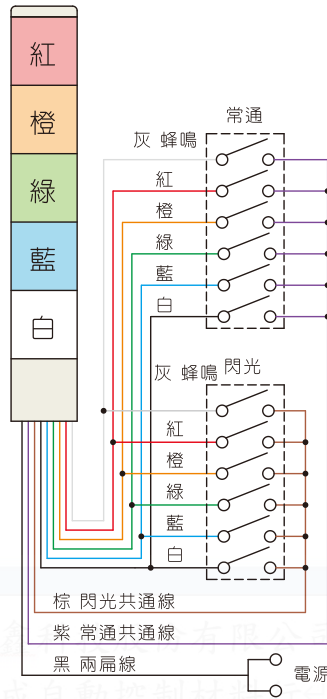 紅
橙
綠
藍
白
常通
灰 蜂鳴
紅
橙
綠
藍
白
灰 蜂鳴 閃光
紅
橙
綠
藍
白
棕 閃光共通線
紫 常通共通線
黑 兩扁線
電源